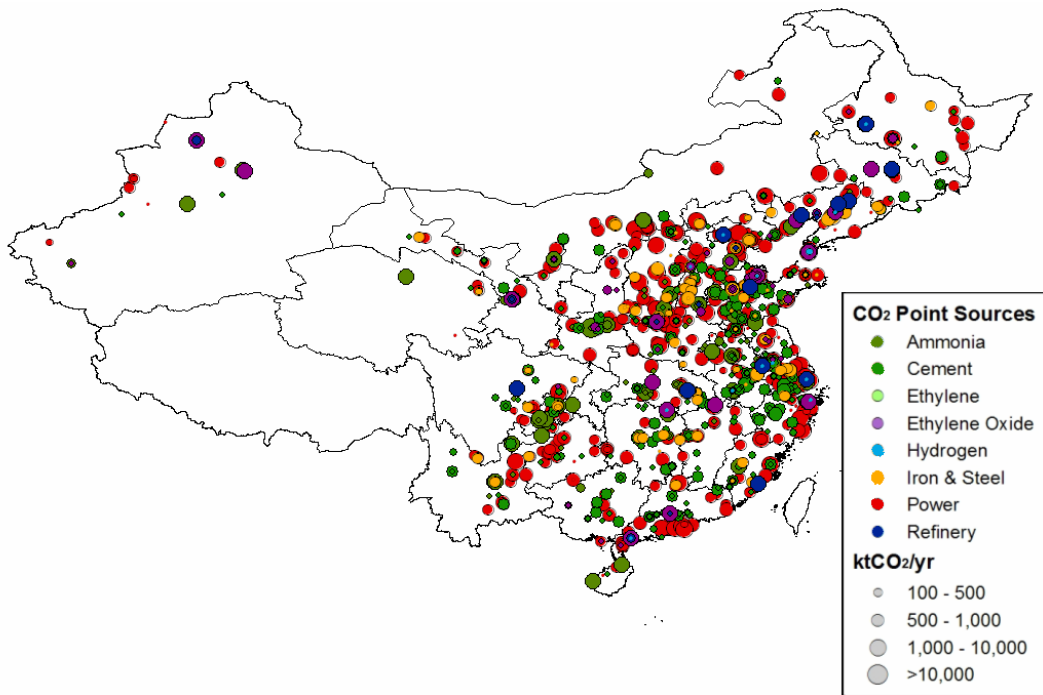 CO2 Point Sources
Ammonia
Cement
Ethylene
Ethylene Oxide
Hydrogen
Iron & Steel
Power
Refinery
ktCO2/yr
100 - 500
500 - 1,000
1,000 - 10,000
>10,000